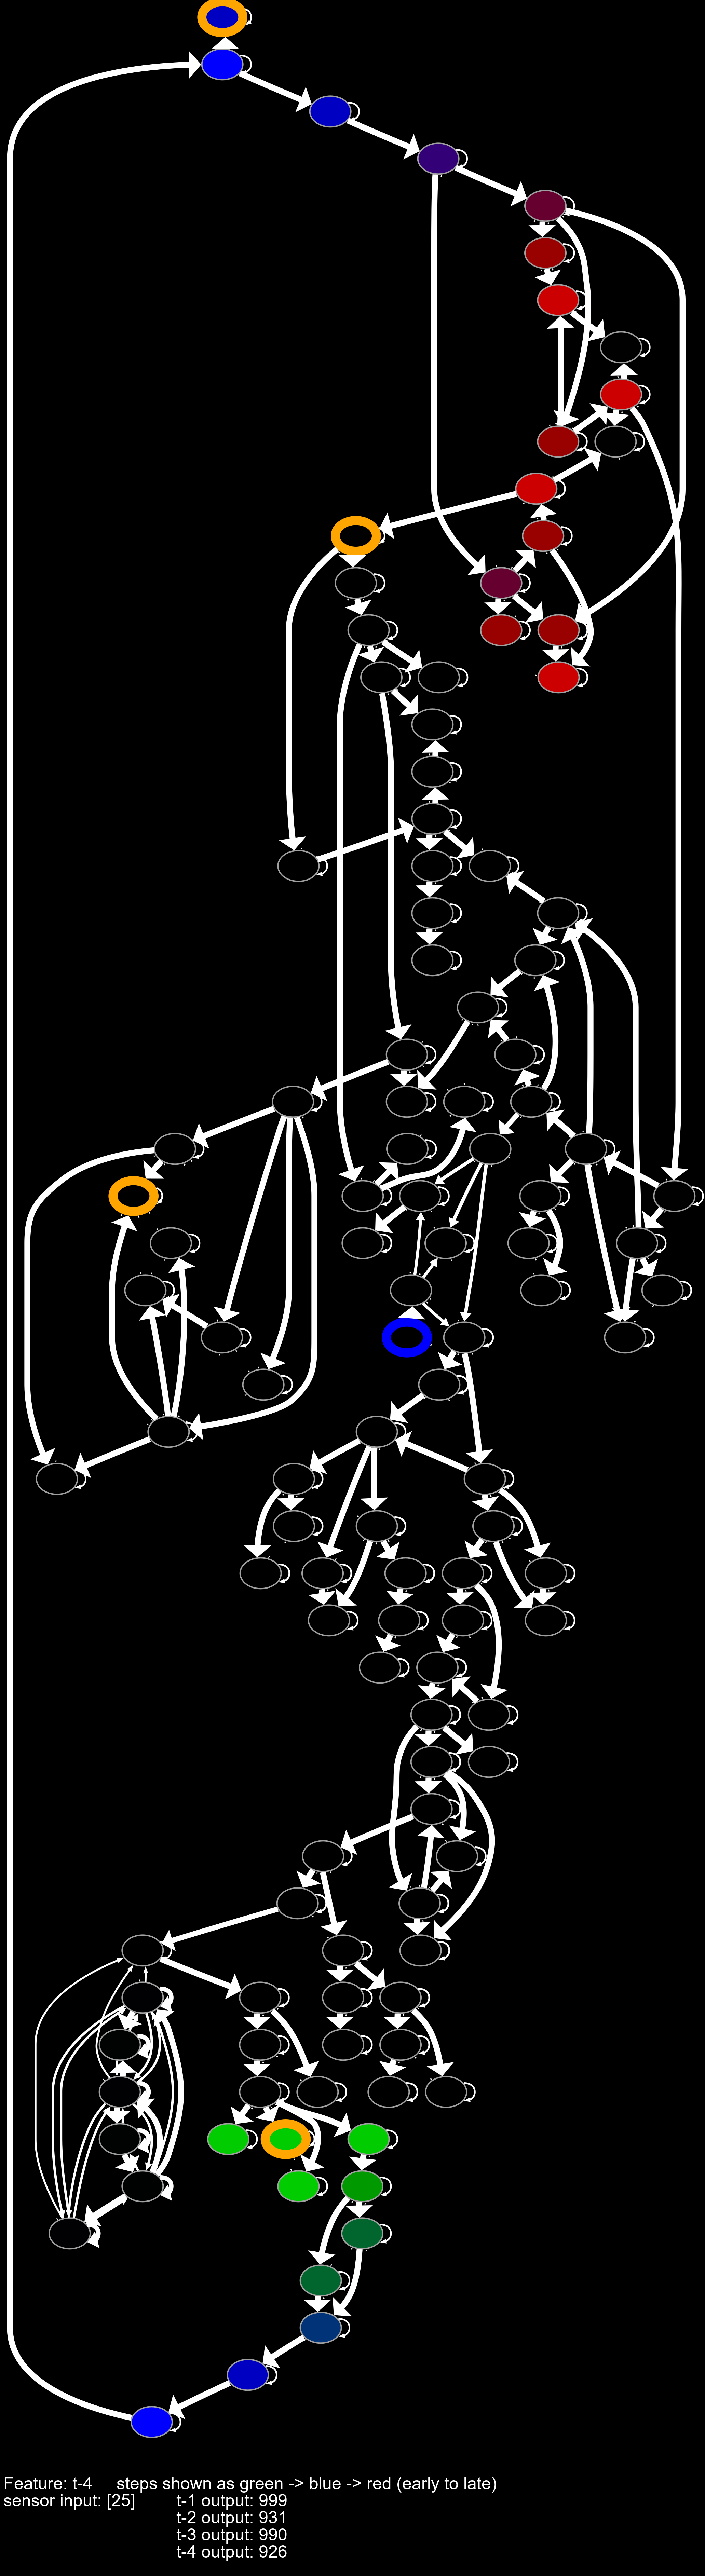 Feature: t-4 steps shown as green -> blue -> red (early to late)
sensor input: [25] t-1 output: 999
t-2 output: 931
t-3 output: 990
t-4 output: 926